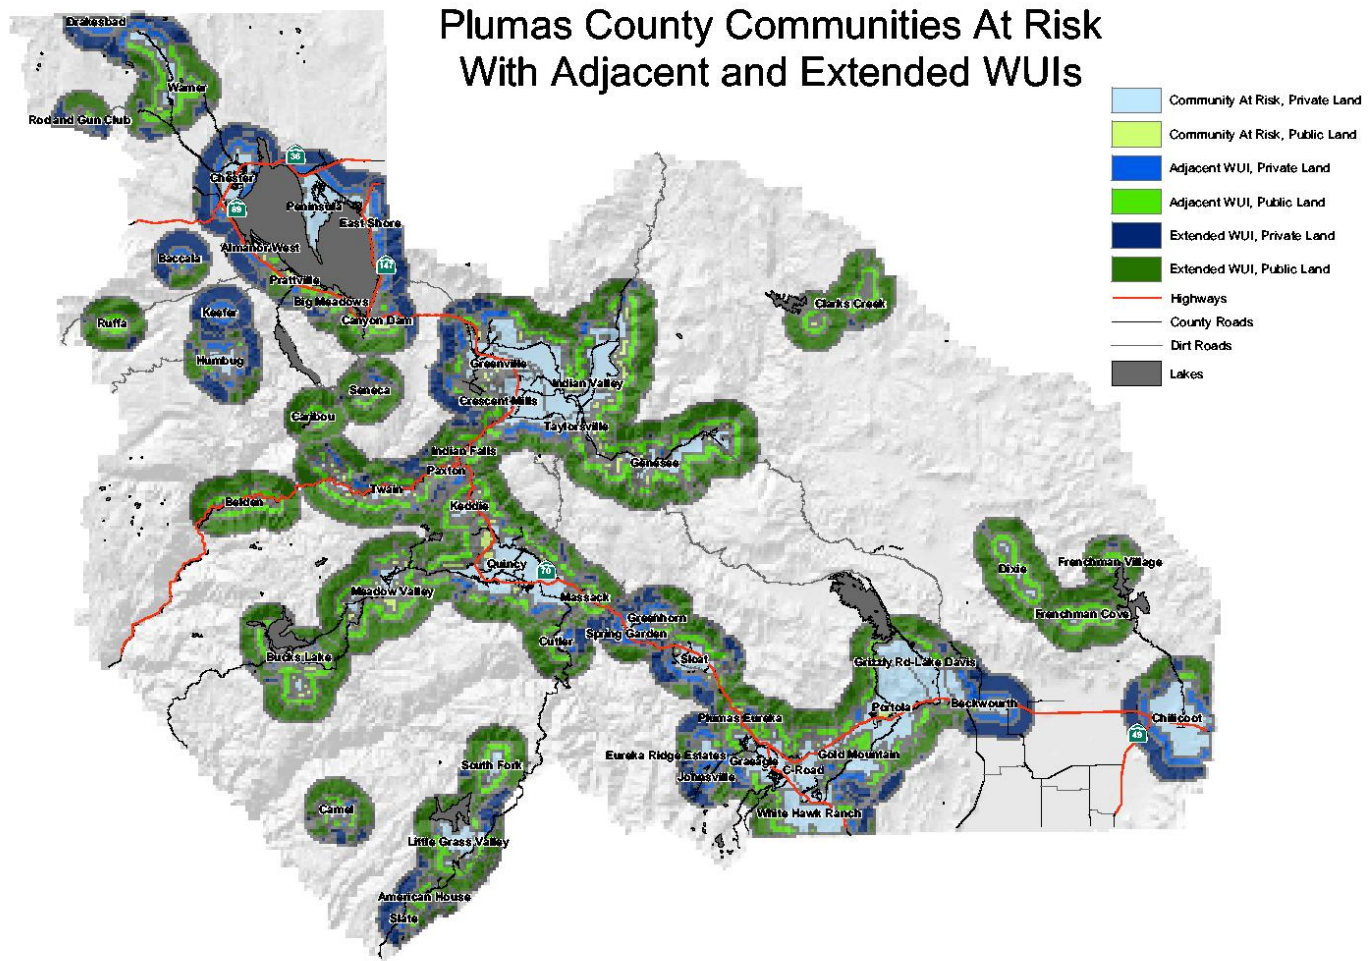 Plumas County Communities At Risk
With Adjacent and Extended WUIs
Community At Risk, Private Land
Community At Risk, Public Land
Adjacent WUI, Private Land
Adjacent WUI, Public Land
Extended WUI, Private Land
Extended WUI, Public Land
Highways
County Roads
Dirt Roads
Lakes
Drakesbad
Warner
Rod and Gun Club
36
Chester
Peninsola
89
East Shore
Almanor West
Baccala
147
Prattville
Big Meadows
Keefer
Ruffa
Canyon Dam
Clarks Creek
Humbug
Greenville
Indian Valley
Seneca
Crescent Mills
Caribou
Taylorsville
Indian Falls
Genesee
Paxton
Twain
Belden
Keddie
Quincy
70
Frenchman Village
Dixie
Meadow Valley
Massack
Greenhorn
Frenchman Cove
Spring Garden
Cutler
Bucks Lake
Sloat
Grizzly Rd-Lake Davis
Beckwourth
Portola
Plumas Eureka
Chilicoot
49
Eureka Ridge Estates
Graeagle
Gold Mountain
South Fork
C-Road
Johnsville
Camel
White Hawk Ranch
Little Grass Valley
American House
Slate